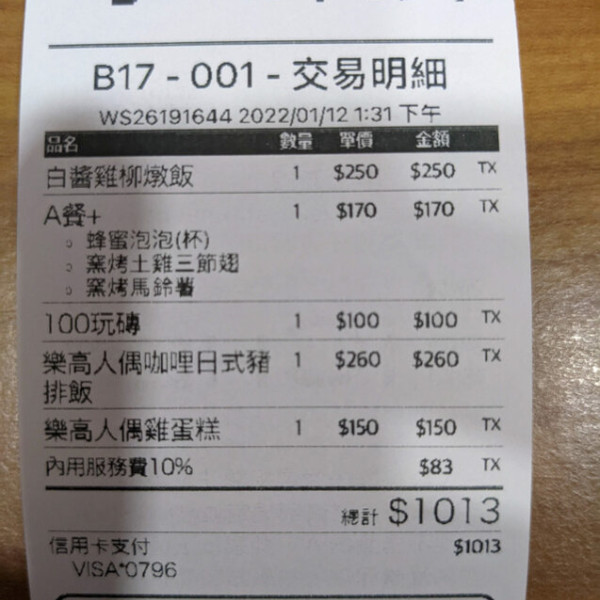 B17 - 001 - 交易明細
WS26191644 2022/01/12 1:31 下午
品名 數量 單價 金額
白醬雞柳燉飯 1 $250 $250 TX
A餐+ 1 $170 $170 TX
蜂蜜泡泡(杯)
窯烤土雞三節翅
窯烤馬鈴薯
100玩磚 1 $100 $100 TX
樂高人偶咖哩日式豬 1 $260 $260 TX
排飯
樂高人偶雞蛋糕 1 $150 $150 TX
內用服務費10% $83 TX
總計 $1013
信用卡支付 $1013
VISA*0796